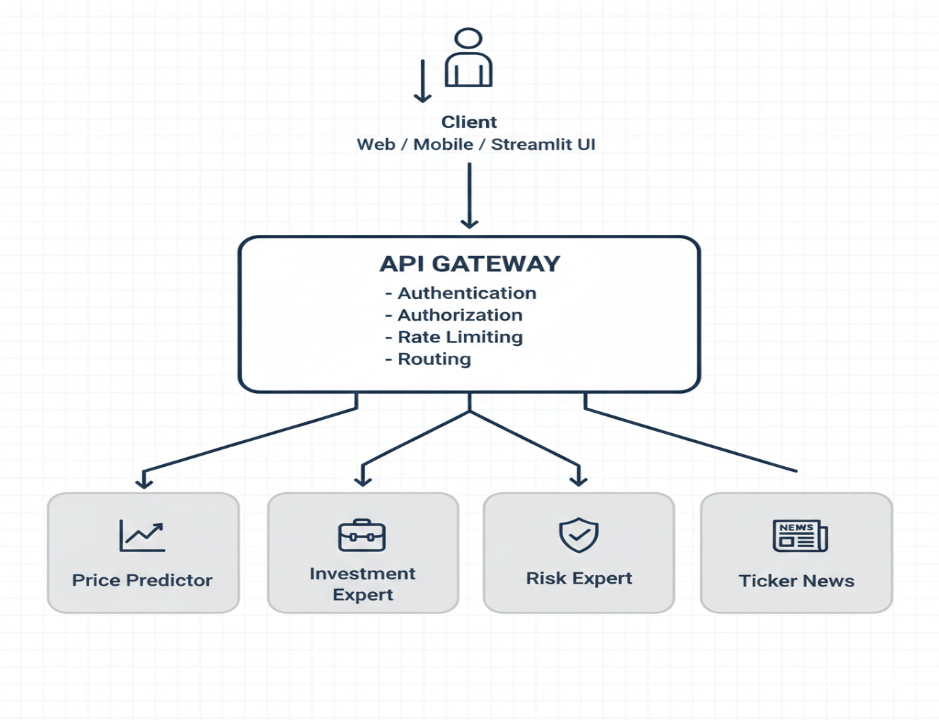 Client
Web / Mobile / Streamlit UI
API GATEWAY
- Authentication
- Authorization
- Rate Limiting
- Routing
Price Predictor
Investment
Expert
Risk Expert
NEWS
Ticker News